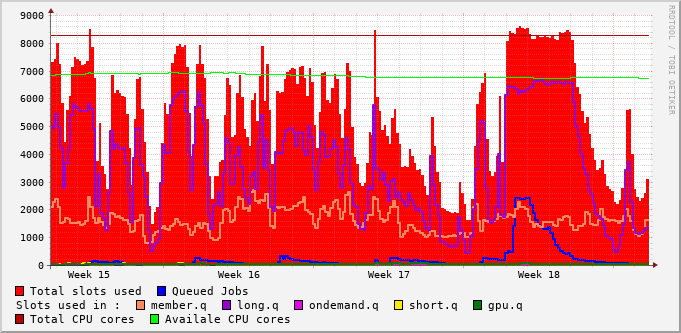 9000
8000
7000
6000
5000
4000
3000
2000
1000
0
Week 15 Week 16 Week 17 Week 18
RRDTOOL / TOBI OETIKER
Total slots used Queued Jobs
Slots used in : member.q long.q ondemand.q short.q gpu.q
Total CPU cores Availale CPU cores